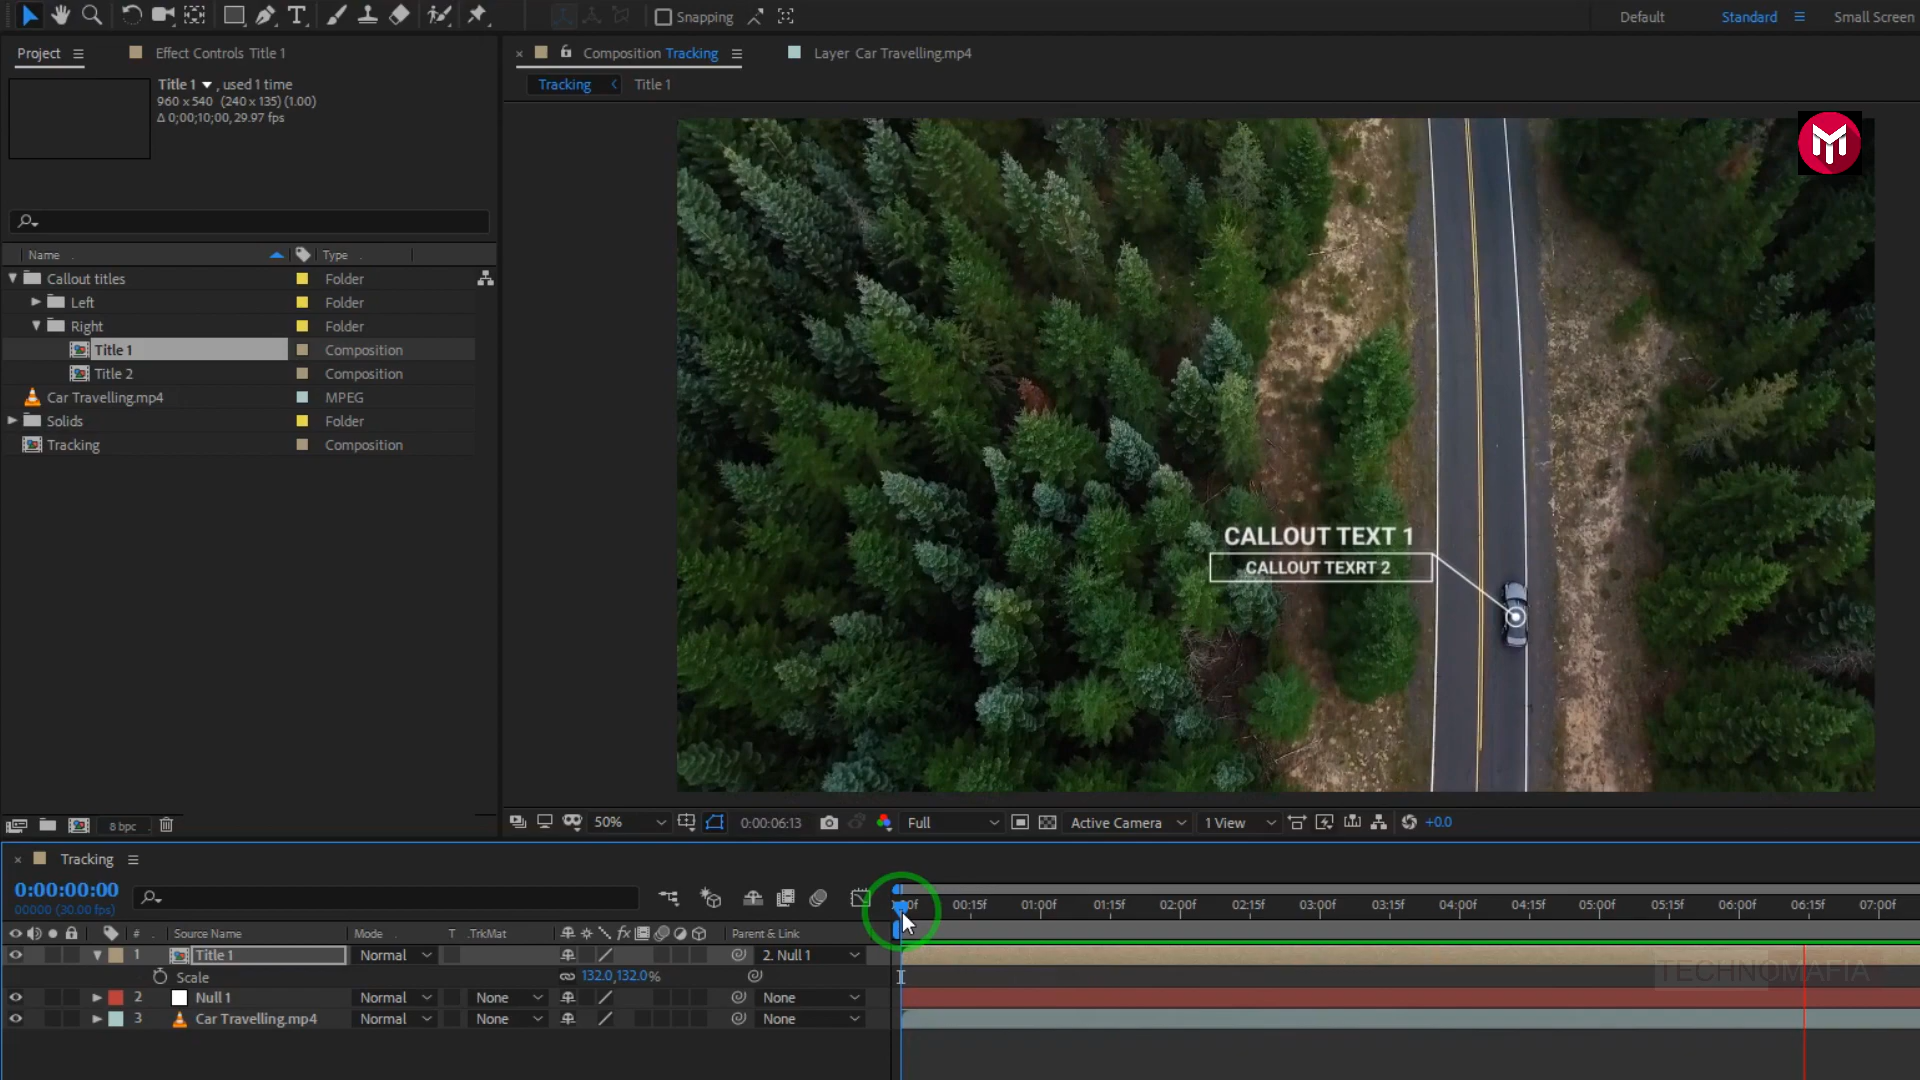 Snapping
Default
Standard
Small Screen
Project
Effect Controls Title 1
Composition Tracking
Layer Car Travelling.mp4
Title 1 , used 1 time
960 x 540 (240 x 135) (1.00)
Δ 0;00;10;00, 29.97 fps
Tracking
Title 1
Name
Type
Callout titles
Folder
Left
Folder
Right
Folder
Title 1
Composition
Title 2
Composition
Car Travelling.mp4
MPEG
Solids
Folder
Tracking
Composition
CALLOUT TEXT 1
CALLOUT TEXRT 2
8 bpc
50%
0:00:06:13
Full
Active Camera
1 View
+0.0
Tracking
0:00:00:00
00000 (30.00 fps)
00:15f
01:00f
01:15f
02:00f
02:15f
03:00f
03:15f
04:00f
04:15f
05:00f
05:15f
06:00f
06:15f
07:00f
#
Source Name
Mode
T
.TrkMat
fx
Parent & Link
1
Title 1
Normal
2. Null 1
Scale
132.0,132.0%
2
Null 1
Normal
None
None
3
Car Travelling.mp4
Normal
None
None
TECHNOMAFIA